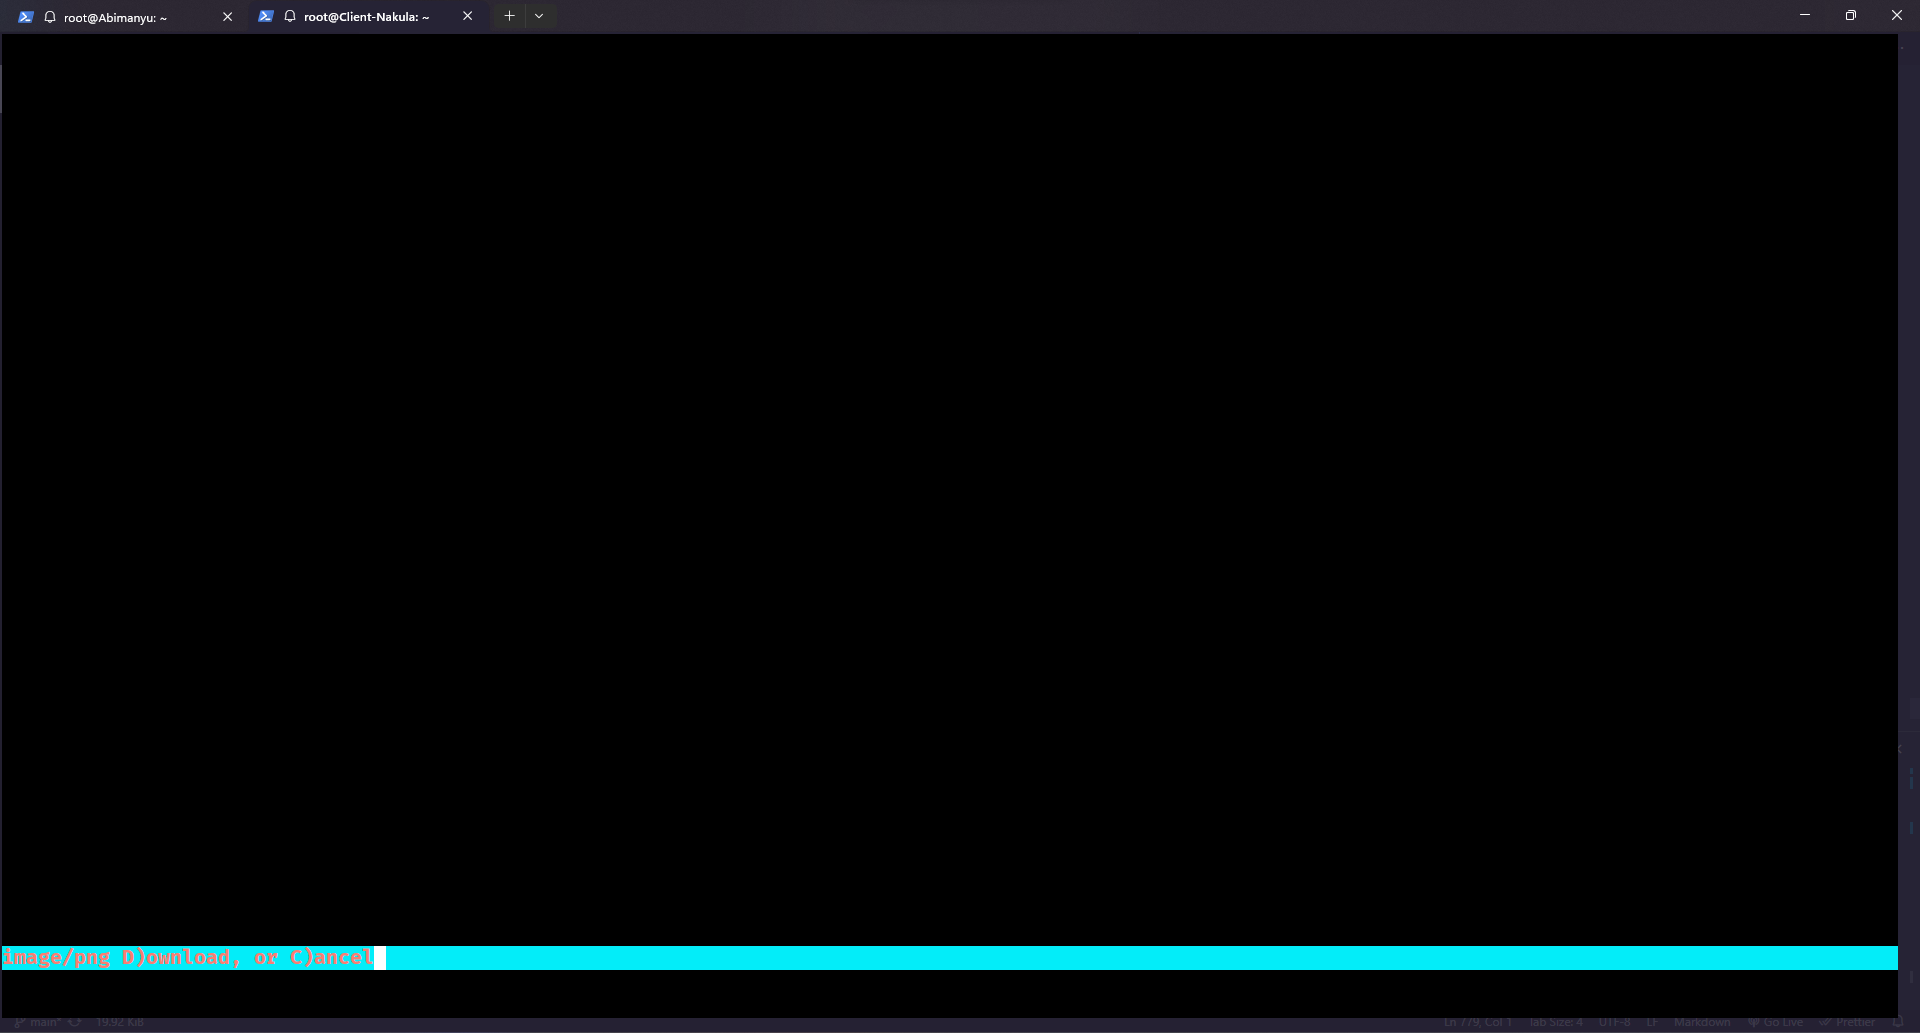 root@Abimanyu: ~
root@Client-Nakula: ~
image/png D)ownload, or C)ancel
main* 19.92 KiB Ln 779, Col 1 Tab Size: 4 UTF-8 LF Markdown Go Live Prettier